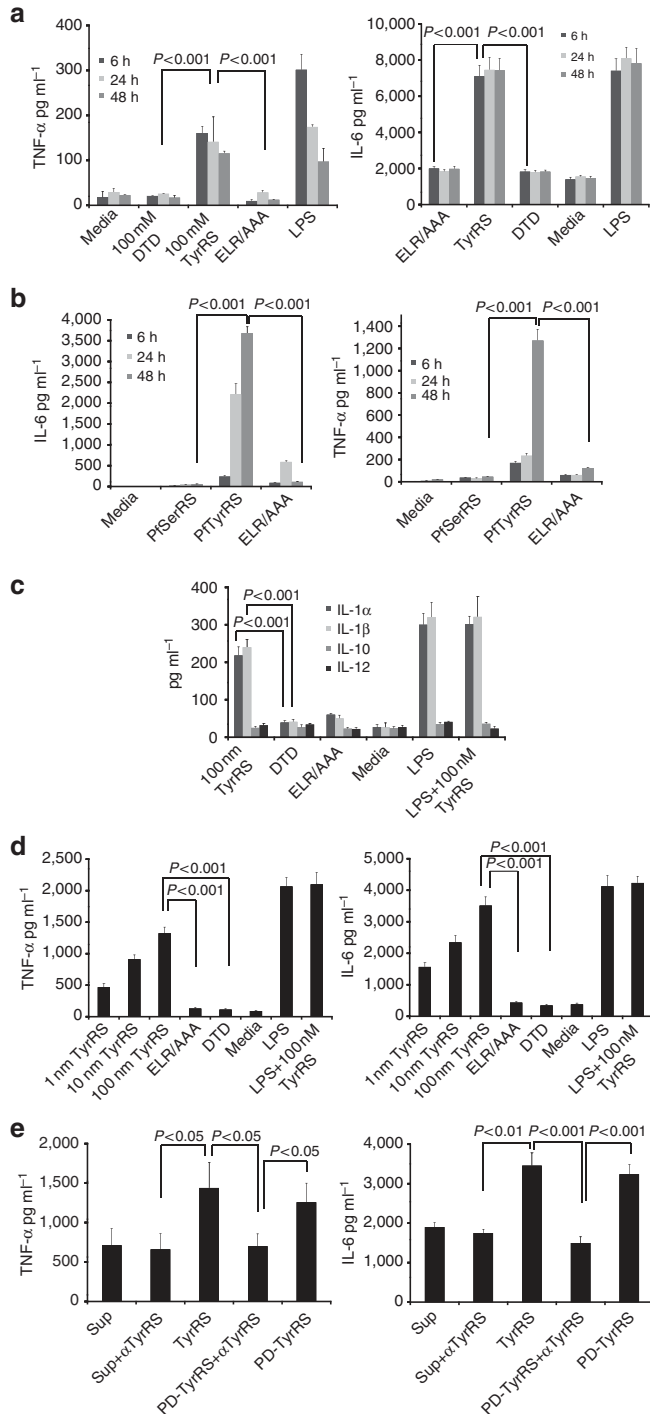 a
TNF-α pg ml⁻¹
400
300
200
100
0
6 h
24 h
48 h
P<0.001
P<0.001
Media
100 mM DTD
100 mM TyrRS
ELR/AAA
LPS
IL-6 pg ml⁻¹
10,000
8,000
6,000
4,000
2,000
0
P<0.001
P<0.001
6 h
24 h
48 h
ELR/AAA
TyrRS
DTD
Media
LPS
b
IL-6 pg ml⁻¹
4,000
3,500
3,000
2,500
2,000
1,500
1,000
500
0
6 h
24 h
48 h
P<0.001
P<0.001
Media
PfSerRS
PfTyrRS
ELR/AAA
TNF-α pg ml⁻¹
1,400
1,200
1,000
800
600
400
200
0
P<0.001
P<0.001
6 h
24 h
48 h
Media
PfSerRS
PfTyrRS
ELR/AAA
c
pg ml⁻¹
400
300
200
100
0
P<0.001
P<0.001
IL-1α
IL-1β
IL-10
IL-12
100 nm
TyrRS
DTD
ELR/AAA
Media
LPS
LPS+100 nM
TyrRS
d
TNF-α pg ml⁻¹
2,500
2,000
1,500
1,000
500
0
P<0.001
P<0.001
1 nm TyrRS
10 nm TyrRS
100 nm TyrRS
ELR/AAA
DTD
Media
LPS
LPS+100 nM
TyrRS
IL-6 pg ml⁻¹
5,000
4,000
3,000
2,000
1,000
0
P<0.001
P<0.001
1 nm TyrRS
10 nm TyrRS
100 nm TyrRS
ELR/AAA
DTD
Media
LPS
LPS+100 nM
TyrRS
e
TNF-α pg ml⁻¹
2,000
1,500
1,000
500
0
P<0.05
P<0.05
P<0.05
Sup
Sup+αTyrRS
TyrRS
PD-TyrRS+αTyrRS
PD-TyrRS
IL-6 pg ml⁻¹
4,000
3,000
2,000
1,000
0
P<0.01
P<0.001
P<0.001
Sup
Sup+αTyrRS
TyrRS
PD-TyrRS+αTyrRS
PD-TyrRS